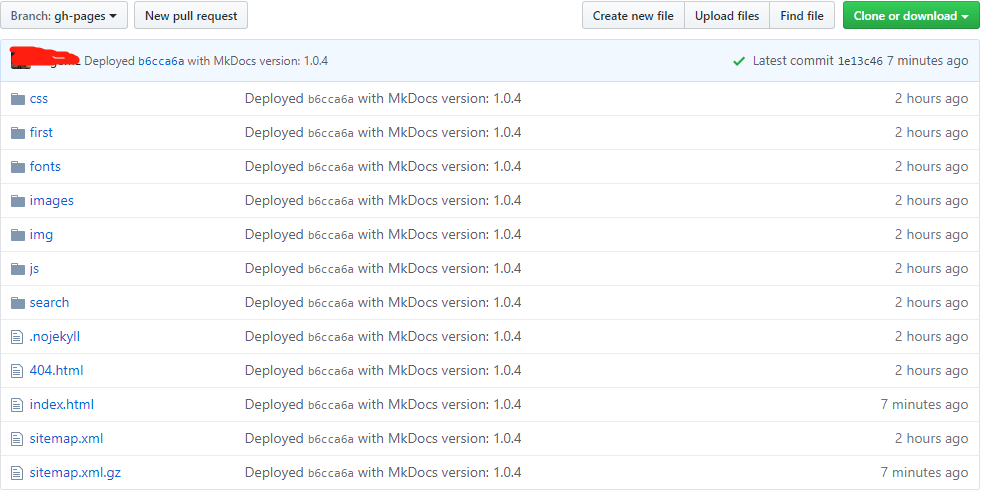 Branch: gh-pages New pull request Create new file Upload files Find file Clone or download
Deployed b6cca6a with MkDocs version: 1.0.4 Latest commit 1e13c46 7 minutes ago
css Deployed b6cca6a with MkDocs version: 1.0.4 2 hours ago
first Deployed b6cca6a with MkDocs version: 1.0.4 2 hours ago
fonts Deployed b6cca6a with MkDocs version: 1.0.4 2 hours ago
images Deployed b6cca6a with MkDocs version: 1.0.4 2 hours ago
img Deployed b6cca6a with MkDocs version: 1.0.4 2 hours ago
js Deployed b6cca6a with MkDocs version: 1.0.4 2 hours ago
search Deployed b6cca6a with MkDocs version: 1.0.4 2 hours ago
.nojekyll Deployed b6cca6a with MkDocs version: 1.0.4 2 hours ago
404.html Deployed b6cca6a with MkDocs version: 1.0.4 2 hours ago
index.html Deployed b6cca6a with MkDocs version: 1.0.4 7 minutes ago
sitemap.xml Deployed b6cca6a with MkDocs version: 1.0.4 2 hours ago
sitemap.xml.gz Deployed b6cca6a with MkDocs version: 1.0.4 7 minutes ago